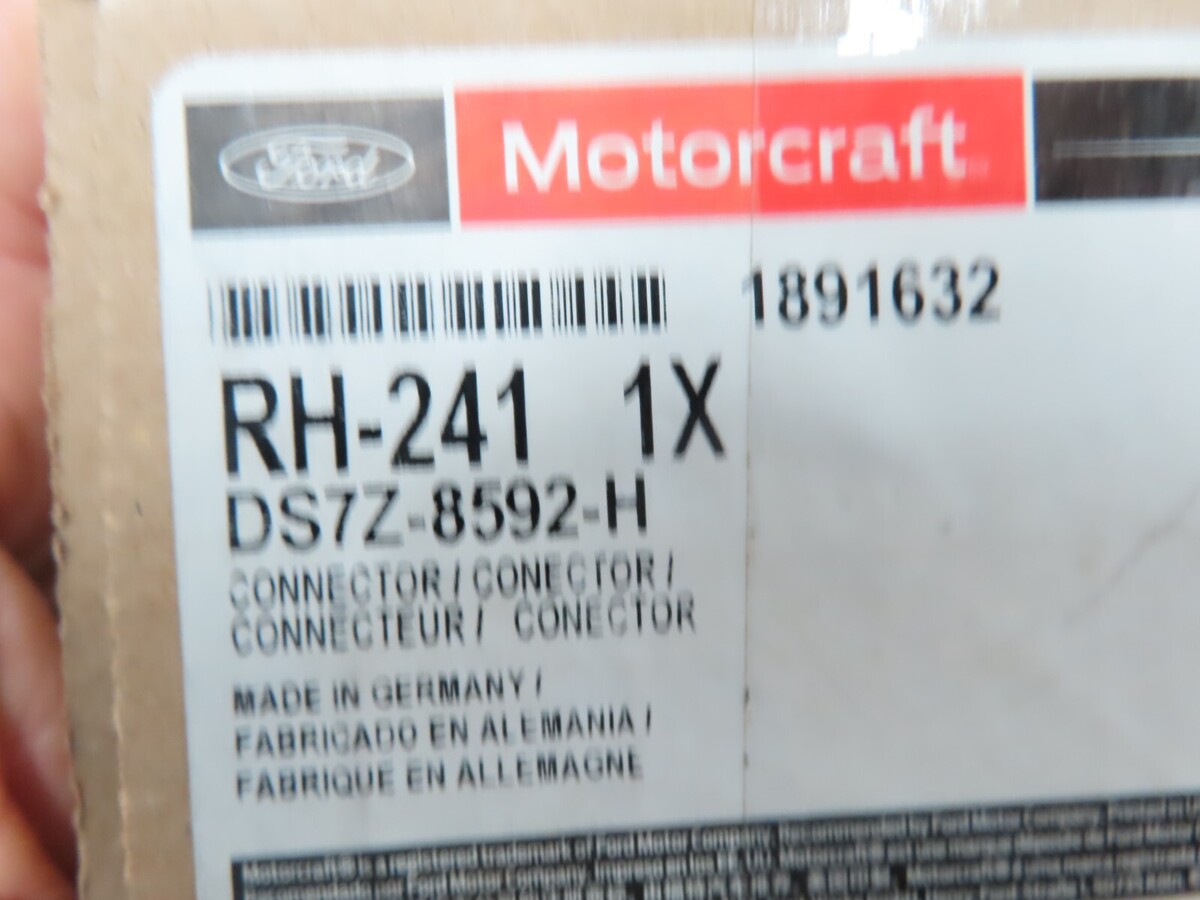 Ford
Motorcraft
1891632
RH-241 1X
DS7Z-8592-H
CONNECTOR / CONECTOR /
CONNECTEUR / CONECTOR
MADE IN GERMANY /
FABRICADO EN ALEMANIA /
FABRIQUE EN ALLEMAGNE